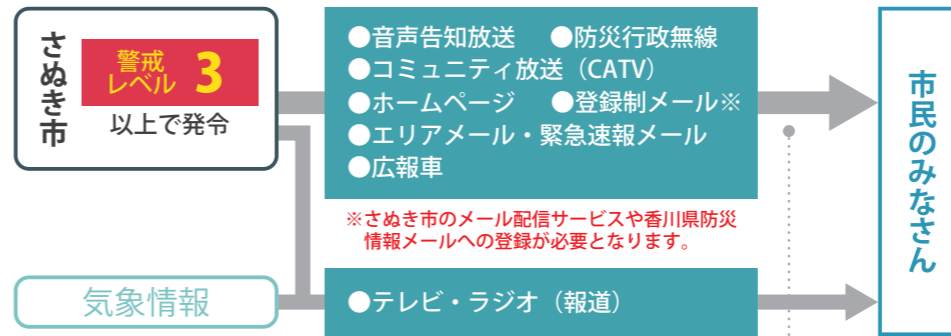 さぬき市
警戒
レベル 3
以上で発令
●音声告知放送 ●防災行政無線
●コミュニティ放送（CATV）
●ホームページ ●登録制メール※
●エリアメール・緊急速報メール
●広報車
※さぬき市のメール配信サービスや香川県防災
情報メールへの登録が必要となります。
気象情報
●テレビ・ラジオ（報道）
市民のみなさん